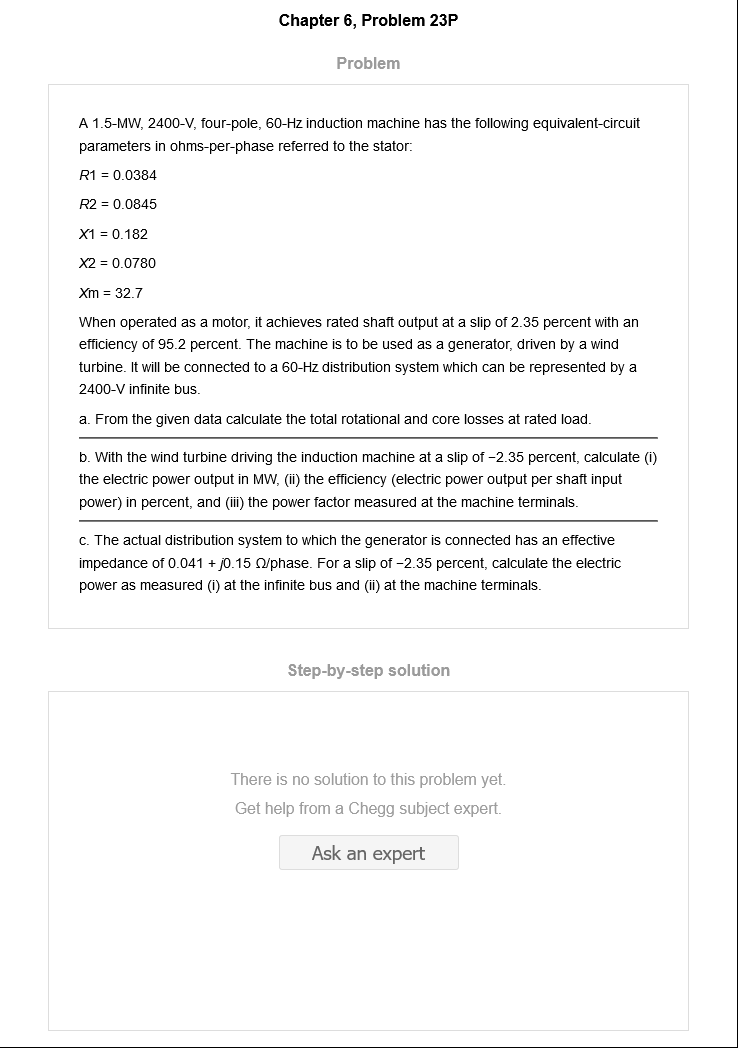 Chapter 6, Problem 23P
Problem
A 1.5-MW, 2400-V, four-pole, 60-Hz induction machine has the following equivalent-circuit
parameters in ohms-per-phase referred to the stator:
R1 = 0.0384
R2 = 0.0845
X1 = 0.182
X2 = 0.0780
Xm = 32.7
When operated as a motor, it achieves rated shaft output at a slip of 2.35 percent with an
efficiency of 95.2 percent. The machine is to be used as a generator, driven by a wind
turbine. It will be connected to a 60-Hz distribution system which can be represented by a
2400-V infinite bus.
a. From the given data calculate the total rotational and core losses at rated load.
b. With the wind turbine driving the induction machine at a slip of −2.35 percent, calculate (i)
the electric power output in MW, (ii) the efficiency (electric power output per shaft input
power) in percent, and (iii) the power factor measured at the machine terminals.
c. The actual distribution system to which the generator is connected has an effective
impedance of 0.041 + j0.15 Ω/phase. For a slip of −2.35 percent, calculate the electric
power as measured (i) at the infinite bus and (ii) at the machine terminals.
Step-by-step solution
There is no solution to this problem yet.
Get help from a Chegg subject expert.
Ask an expert